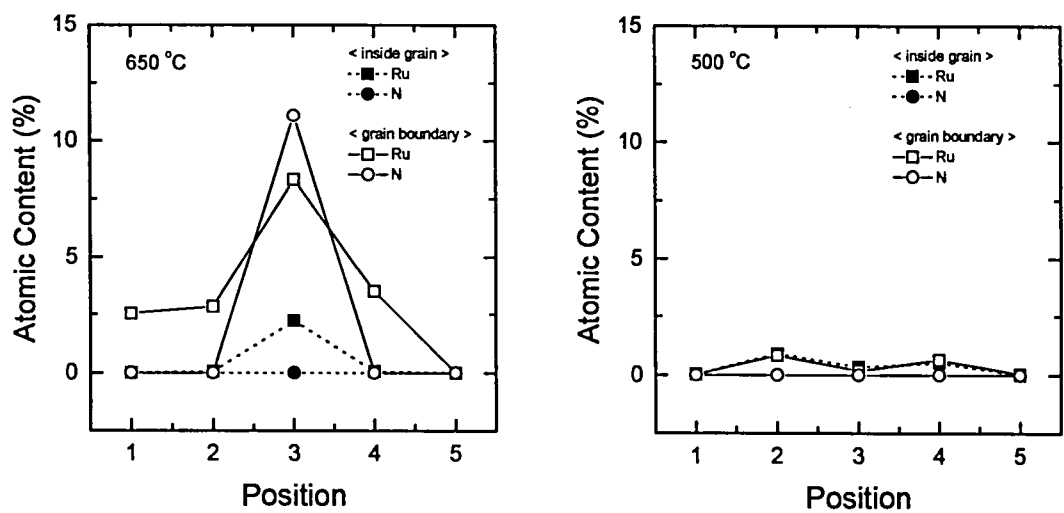 15
10
5
0
Atomic Content (%)
650 °C
< inside grain >
Ru
N
< grain boundary >
Ru
N
1 2 3 4 5
Position
15
10
5
0
Atomic Content (%)
500 °C
< inside grain >
Ru
N
< grain boundary >
Ru
N
1 2 3 4 5
Position